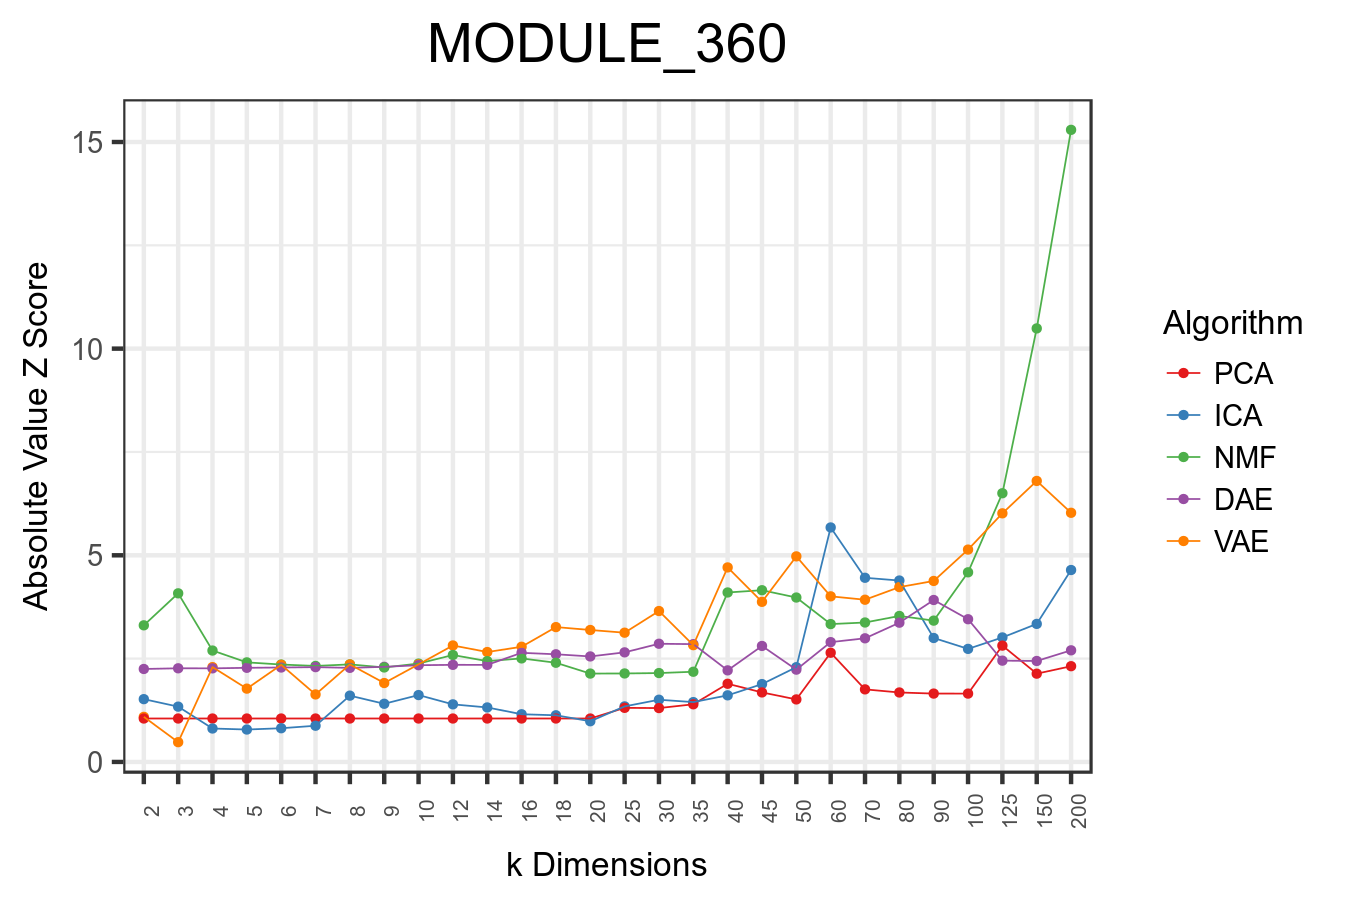 MODULE_360
Absolute Value Z Score
15
10
5
0
2 3 4 5 6 7 8 9 10 12 14 16 18 20 25 30 35 40 45 50 60 70 80 90 100 125 150 200
k Dimensions
Algorithm
PCA
ICA
NMF
DAE
VAE